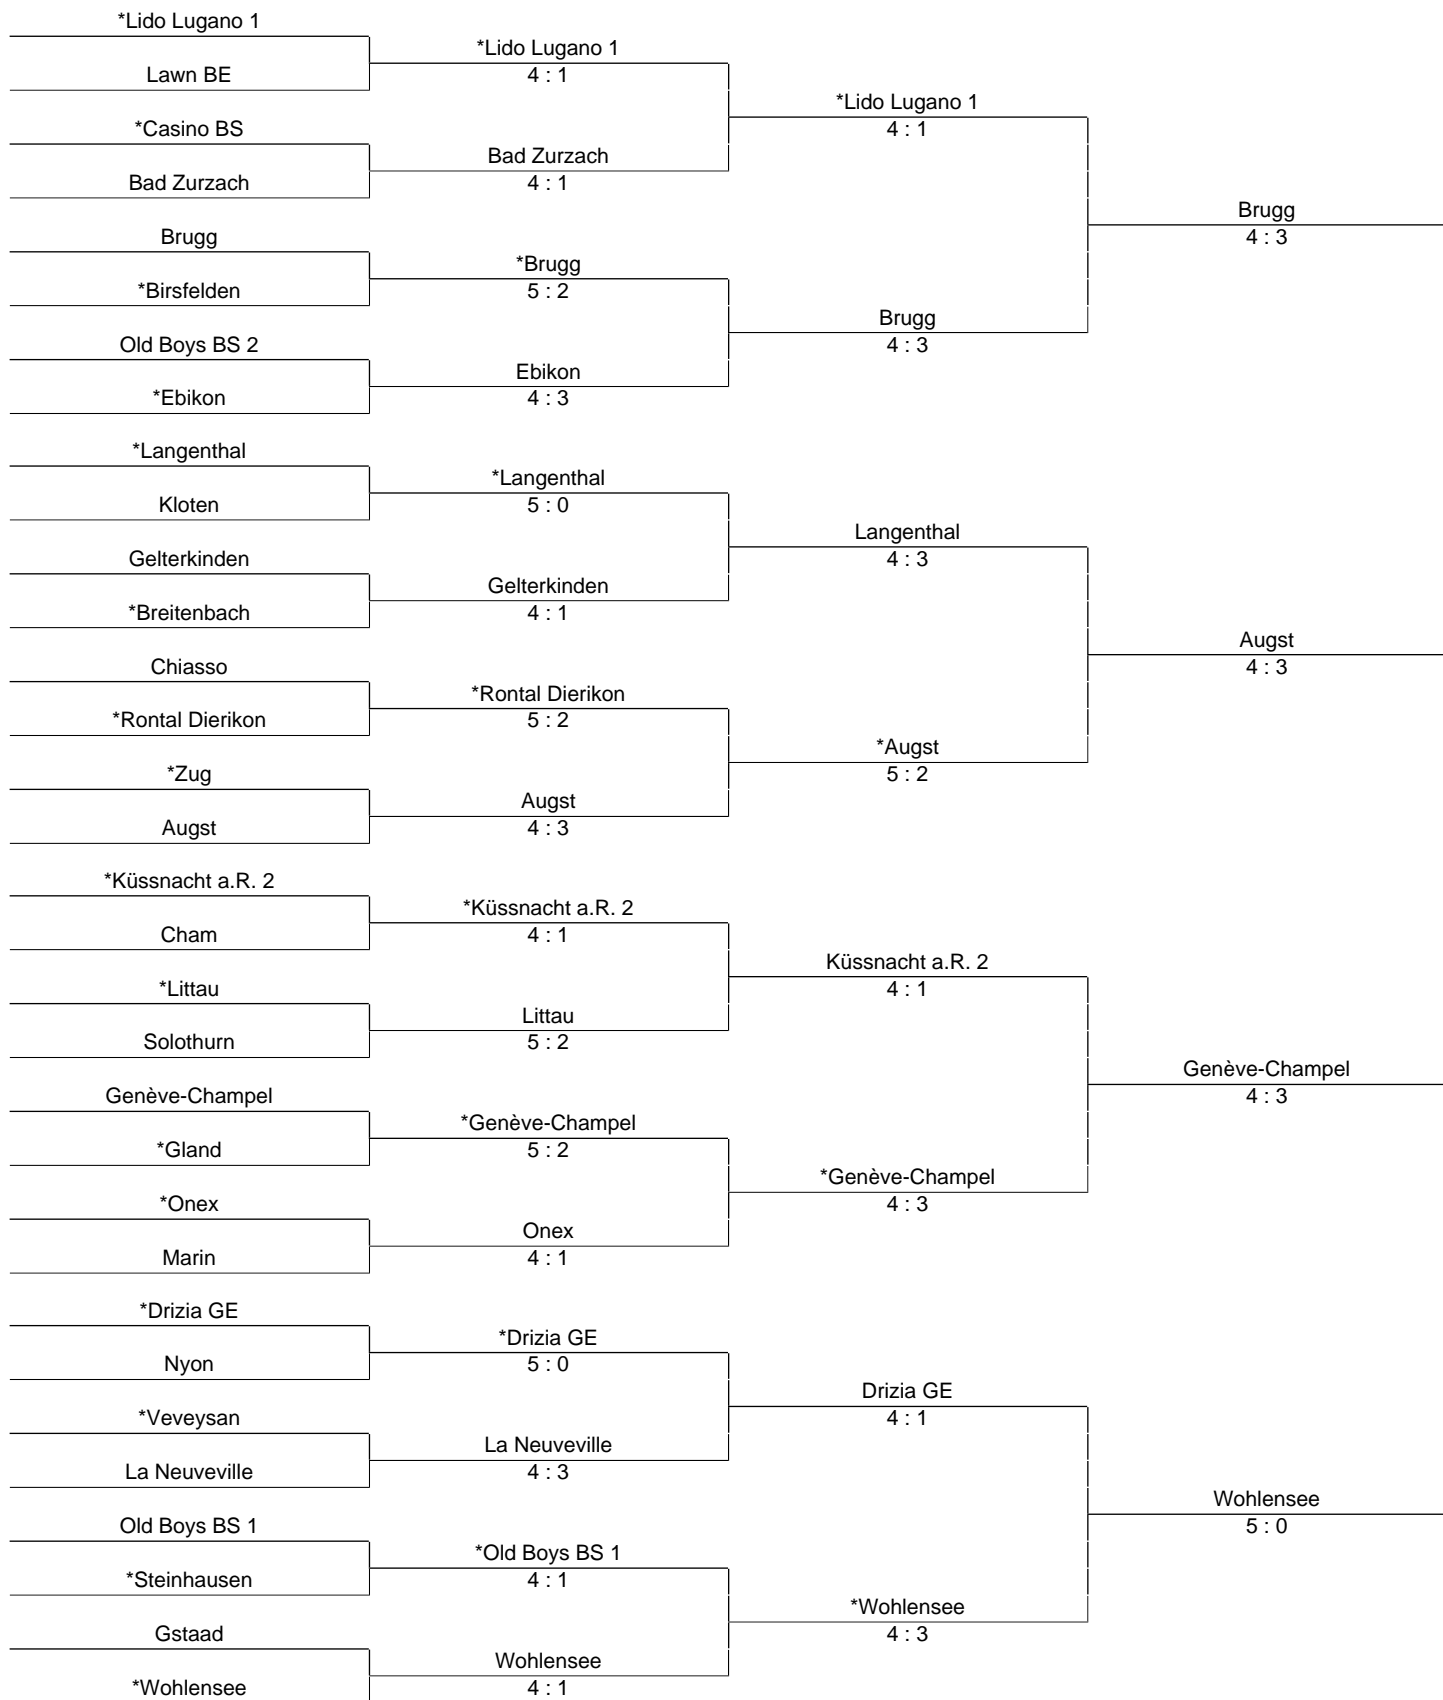 *Lido Lugano 1
Lawn BE
*Casino BS
Bad Zurzach
Brugg
*Birsfelden
Old Boys BS 2
*Ebikon
*Langenthal
Kloten
Gelterkinden
*Breitenbach
Chiasso
*Rontal Dierikon
*Zug
Augst
*Küssnacht a.R. 2
Cham
*Littau
Solothurn
Genève-Champel
*Gland
*Onex
Marin
*Drizia GE
Nyon
*Veveysan
La Neuveville
Old Boys BS 1
*Steinhausen
Gstaad
*Wohlensee
*Lido Lugano 1
4 : 1
Bad Zurzach
4 : 1
*Brugg
5 : 2
Ebikon
4 : 3
*Langenthal
5 : 0
Gelterkinden
4 : 1
*Rontal Dierikon
5 : 2
Augst
4 : 3
*Küssnacht a.R. 2
4 : 1
Littau
5 : 2
*Genève-Champel
5 : 2
Onex
4 : 1
*Drizia GE
5 : 0
La Neuveville
4 : 3
*Old Boys BS 1
4 : 1
Wohlensee
4 : 1
*Lido Lugano 1
4 : 1
Brugg
4 : 3
Langenthal
4 : 3
*Augst
5 : 2
Küssnacht a.R. 2
4 : 1
*Genève-Champel
4 : 3
Drizia GE
4 : 1
*Wohlensee
4 : 3
Brugg
4 : 3
Augst
4 : 3
Genève-Champel
4 : 3
Wohlensee
5 : 0